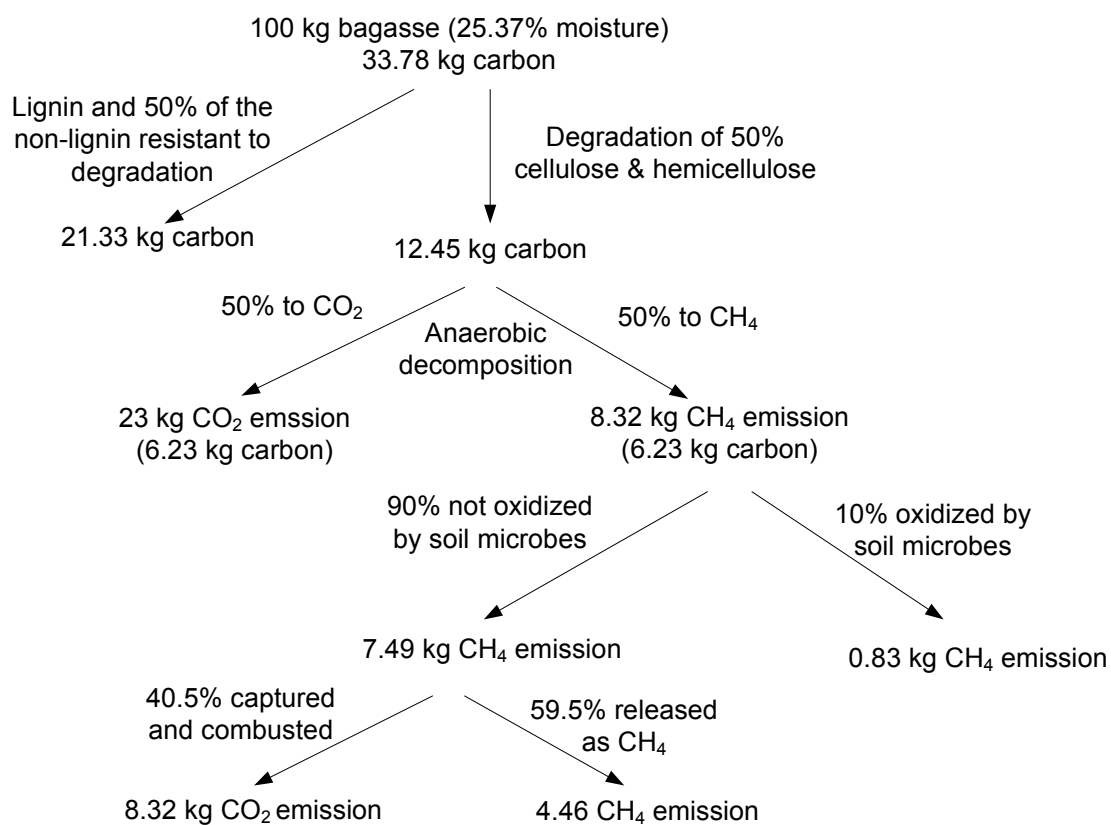 100 kg bagasse (25.37% moisture)
33.78 kg carbon
Lignin and 50% of the
non-lignin resistant to
degradation
Degradation of 50%
cellulose & hemicellulose
21.33 kg carbon
12.45 kg carbon
50% to CO₂
Anaerobic
decomposition
50% to CH₄
23 kg CO₂ emssion
(6.23 kg carbon)
8.32 kg CH₄ emission
(6.23 kg carbon)
90% not oxidized
by soil microbes
10% oxidized by
soil microbes
7.49 kg CH₄ emission
0.83 kg CH₄ emission
40.5% captured
and combusted
59.5% released
as CH₄
8.32 kg CO₂ emission
4.46 CH₄ emission